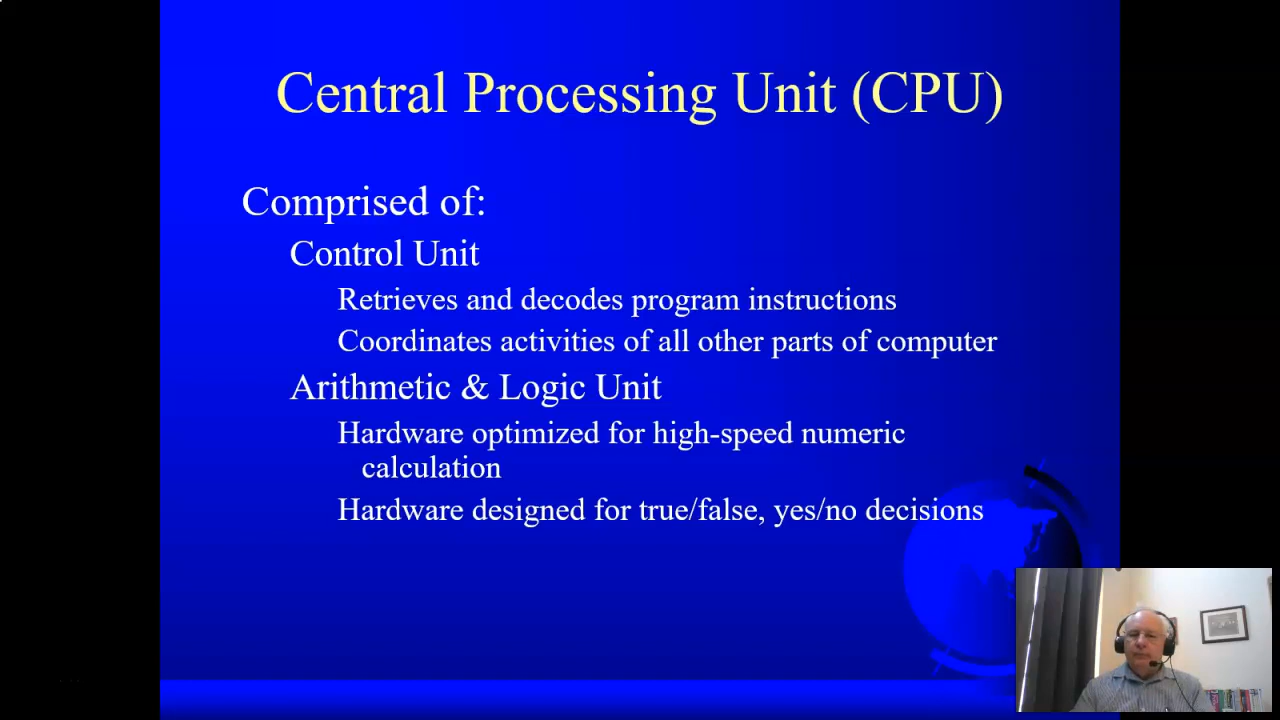 Central Processing Unit (CPU)
Comprised of:
Control Unit
Retrieves and decodes program instructions
Coordinates activities of all other parts of computer
Arithmetic & Logic Unit
Hardware optimized for high-speed numeric
calculation
Hardware designed for true/false, yes/no decisions